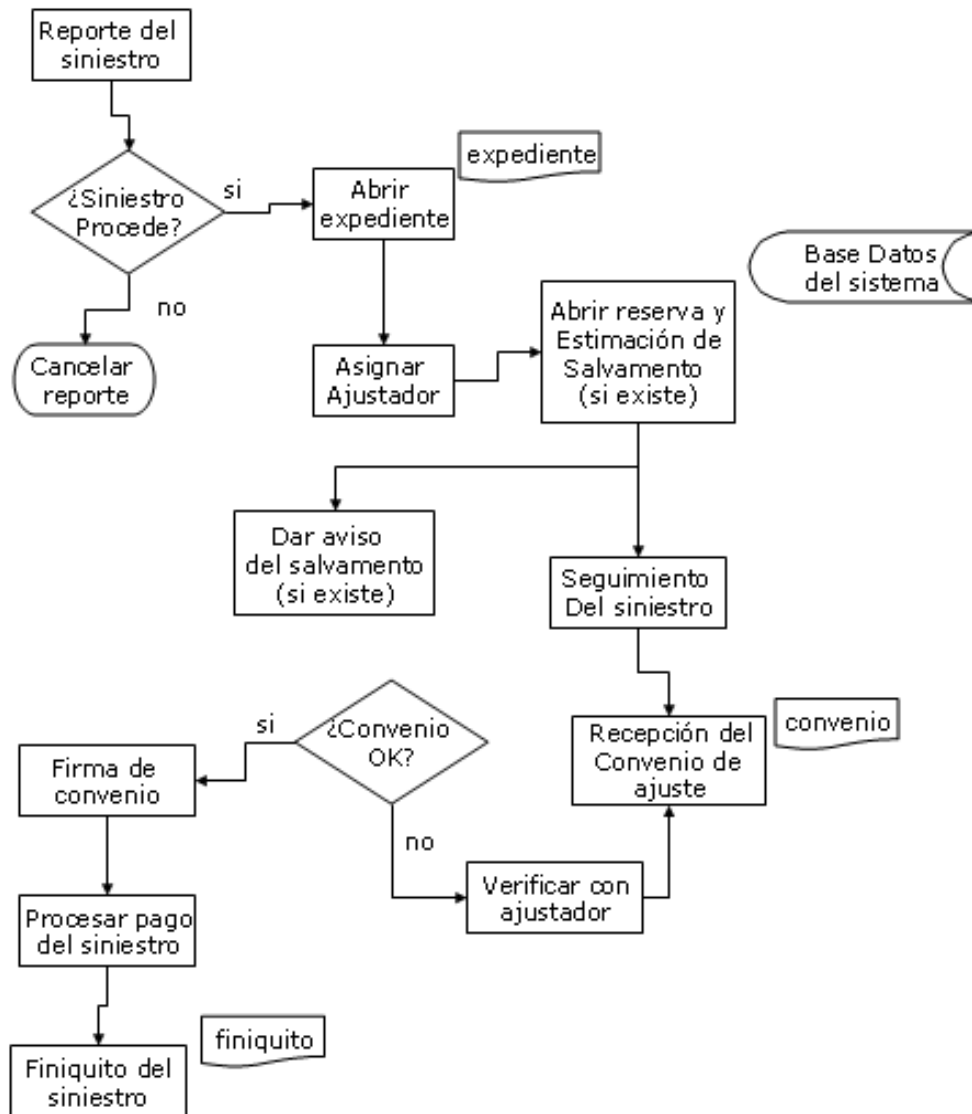 Reporte del
siniestro
¿Siniestro
Procede?
si
no
Cancelar
reporte
Abrir
expediente
expediente
Asignar
Ajustador
Base Datos
del sistema
Abrir reserva y
Estimación de
Salvamento
(si existe)
Dar aviso
del salvamento
(si existe)
Seguimiento
Del siniestro
Recepción del
Convenio de
ajuste
convenio
¿Convenio
OK?
si
no
Verificar con
ajustador
Firma de
convenio
Procesar pago
del siniestro
Finiquito del
siniestro
finiquito